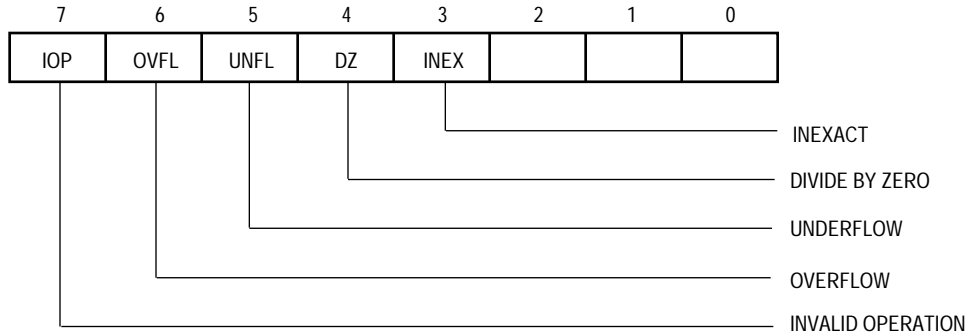 7 6 5 4 3 2 1 0
IOP OVFL UNFL DZ INEX
INEXACT
DIVIDE BY ZERO
UNDERFLOW
OVERFLOW
INVALID OPERATION